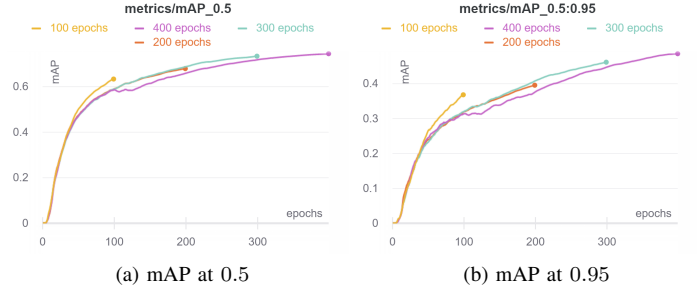 metrics/mAP_0.5
100 epochs 400 epochs 300 epochs
200 epochs
mAP
0.6
0.4
0.2
0
epochs
0 100 200 300
(a) mAP at 0.5
metrics/mAP_0.5:0.95
100 epochs 400 epochs 300 epochs
200 epochs
mAP
0.4
0.3
0.2
0.1
0
epochs
0 100 200 300
(b) mAP at 0.95